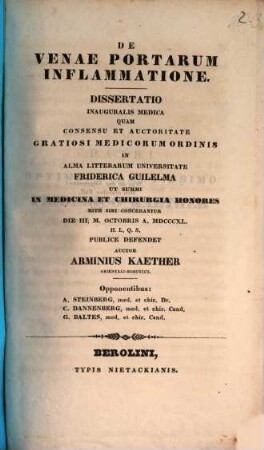 2.
DE
VENAE PORTARUM
INFLAMMATIONE.
DISSERTATIO
INAUGURALIS MEDICA
QUAM
CONSENSU ET AUCTORITATE
GRATIOSI MEDICORUM ORDINIS
IN
ALMA LITTERARUM UNIVERSITATE
FRIDERICA GUILELMA
UT SUMMI
IN MEDICINA ET CHIRURGIA HONORES
RITE SIBI CONCEDANTUR
DIE III. M. OCTOBRIS A. MDCCCXL.
H. L. Q. S.
PUBLICE DEFENDET
AUCTOR
ARMINIUS KAETHER
ORIENTALI-BORUSSUS.
Opponentibus:
A. STEINBERG, med. et chir. Dr.
C. DANNENBERG, med. et chir. Cand.
G. BALTES, med. et chir. Cand.
BEROLINI,
TYPIS NIETACKIANIS.